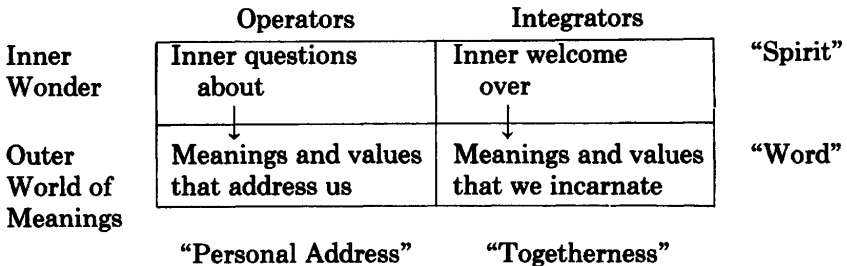 Operators Integrators
Inner Wonder
Inner questions about
Inner welcome over
“Spirit”
Outer World of Meanings
Meanings and values that address us
Meanings and values that we incarnate
“Word”
“Personal Address” “Togetherness”